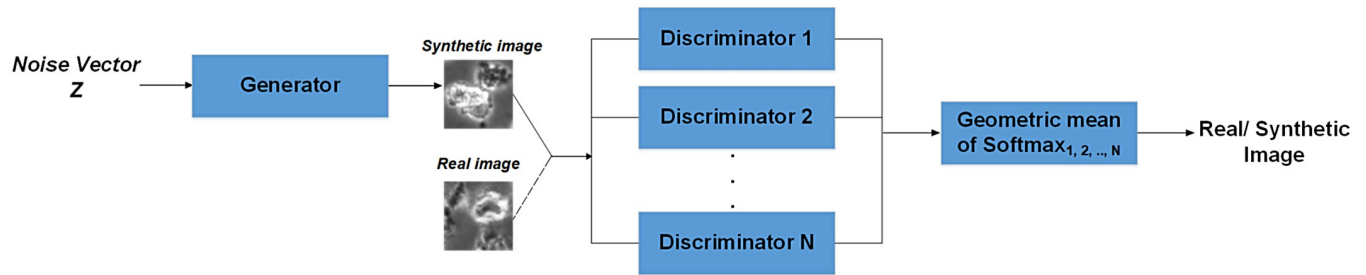 Noise Vector
Z
Generator
Synthetic image
Real image
Discriminator 1
Discriminator 2
Discriminator N
Geometric mean
of Softmax1, 2, .., N
Real/ Synthetic
Image